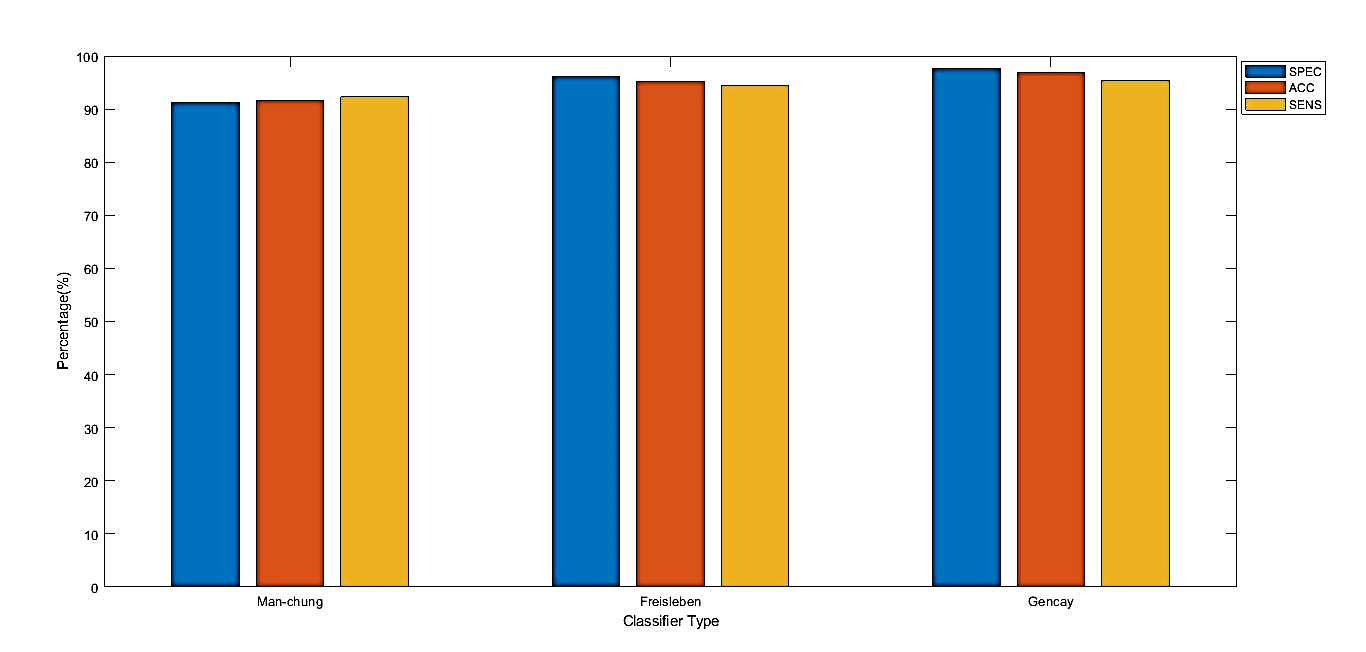 100
90
80
70
60
50
40
30
20
10
0
Percentage(%)
Man-chung
Freisleben
Gencay
Classifier Type
SPEC
ACC
SENS